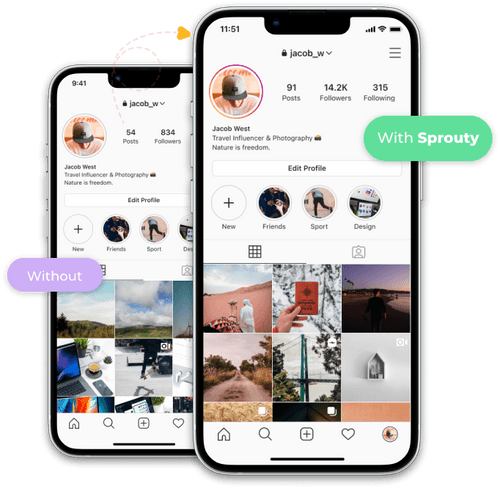 9:41
jacob_w
54
834
Posts
Followers
Jacob West
Travel Influencer & Photography
Nature is freedom.
Edit Profile
New
Friends
Sport
Design
Without
11:51
jacob_w
91
14.2K
315
Posts
Followers
Following
Jacob West
Travel Influencer & Photography
Nature is freedom.
Edit Profile
New
Friends
Sport
Design
With Sprouty